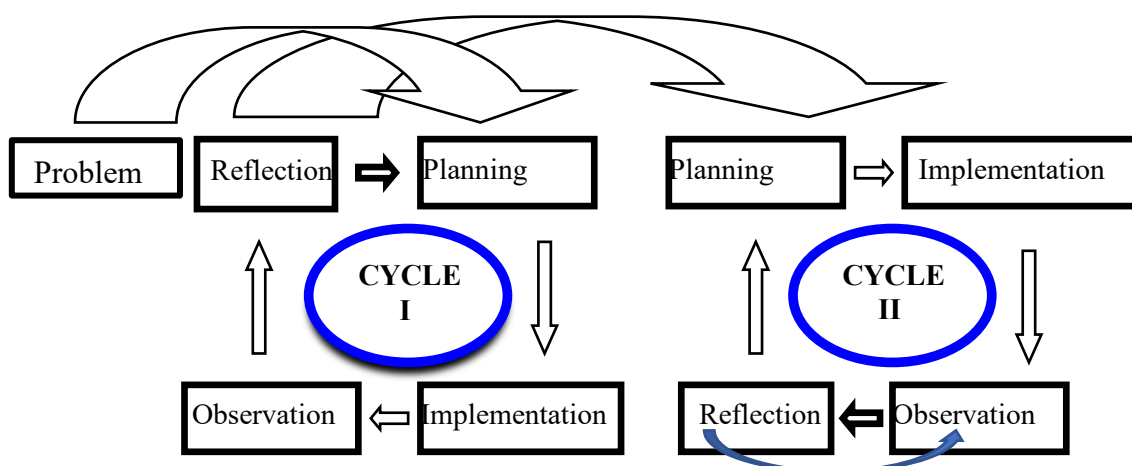 Problem
Reflection
Planning
Planning
Implementation
CYCLE
I
CYCLE
II
Observation
Implementation
Reflection
Observation